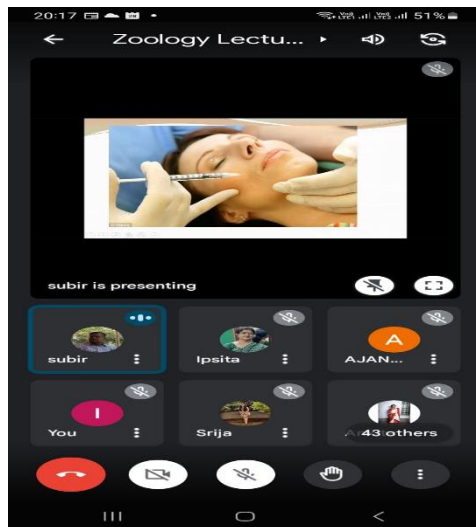 20:17 51%
Zoology Lectu...
subir is presenting
subir
Ipsita
A
AJAN...
I
You
Srija
43 others